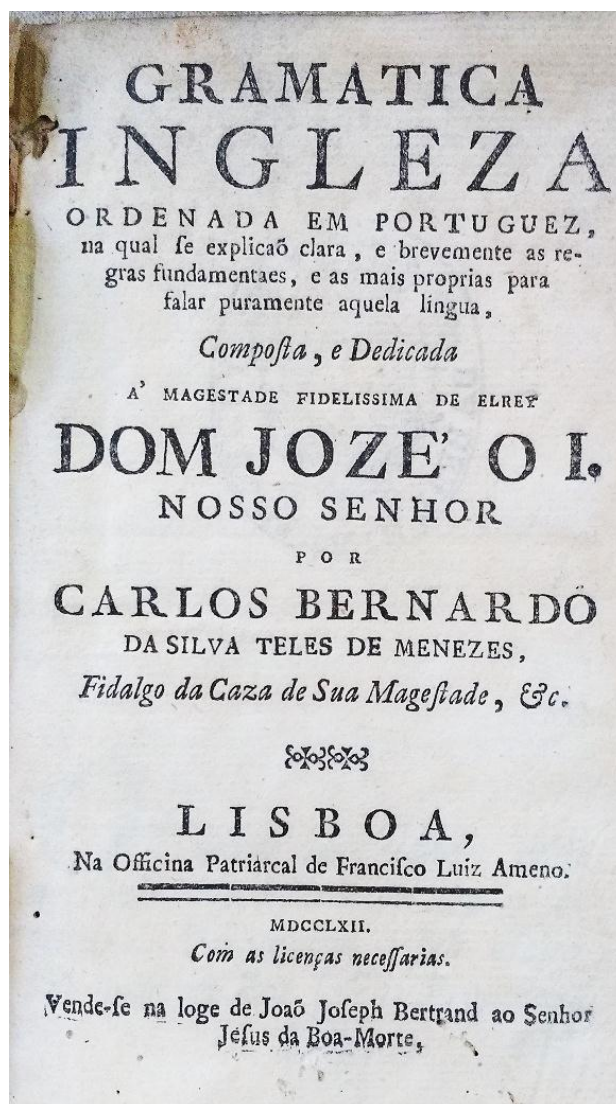 GRAMATICA
INGLEZA
ORDENADA EM PORTUGUEZ,
na qual ſe explicaõ clara, e brevemente as re-
gras fundamentaes, e as mais proprias para
falar puramente aquela lingua,
Compoſta, e Dedicada
A' MAGESTADE FIDELISSIMA DE ELREY
DOM JOZE' O I.
NOSSO SENHOR
POR
CARLOS BERNARDO
DA SILVA TELES DE MENEZES,
Fidalgo da Caza de Sua Mageſtade, &c.
LISBOA,
Na Officina Patriarcal de Franciſco Luiz Ameno.
MDCCLXII.
Com as licenças neceſſarias.
Vende-ſe na loge de Joaõ Joſeph Bertrand ao Senhor
Jeſus da Boa-Morte,